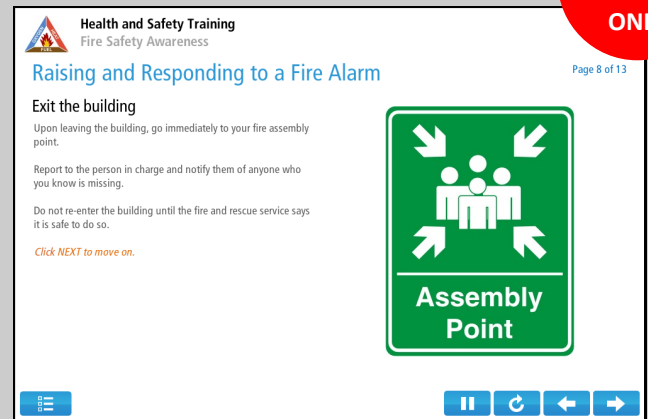 ONL
Health and Safety Training
Fire Safety Awareness
Raising and Responding to a Fire Alarm
Page 8 of 13
Exit the building
Upon leaving the building, go immediately to your fire assembly
point.
Report to the person in charge and notify them of anyone who
you know is missing.
Do not re-enter the building until the fire and rescue service says
it is safe to do so.
Click NEXT to move on.
Assembly
Point
FUEL